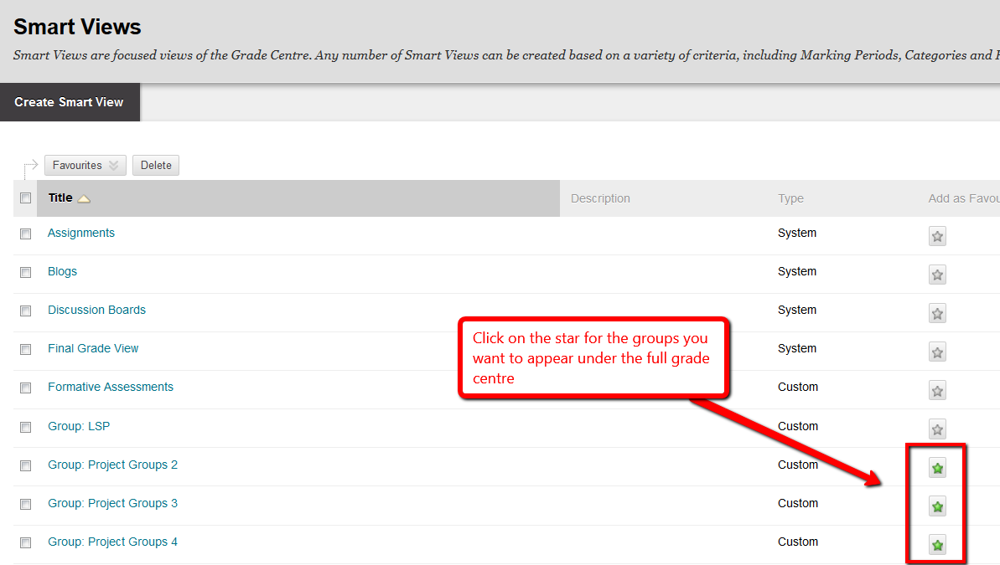 Smart Views
Smart Views are focused views of the Grade Centre. Any number of Smart Views can be created based on a variety of criteria, including Marking Periods, Categories and
Create Smart View
Favourites Delete
Title Description Type Add as Favou
Assignments System
Blogs System
Discussion Boards System
Final Grade View System
Click on the star for the groups you
want to appear under the full grade
centre
Formative Assessments Custom
Group: LSP Custom
Group: Project Groups 2 Custom
Group: Project Groups 3 Custom
Group: Project Groups 4 Custom